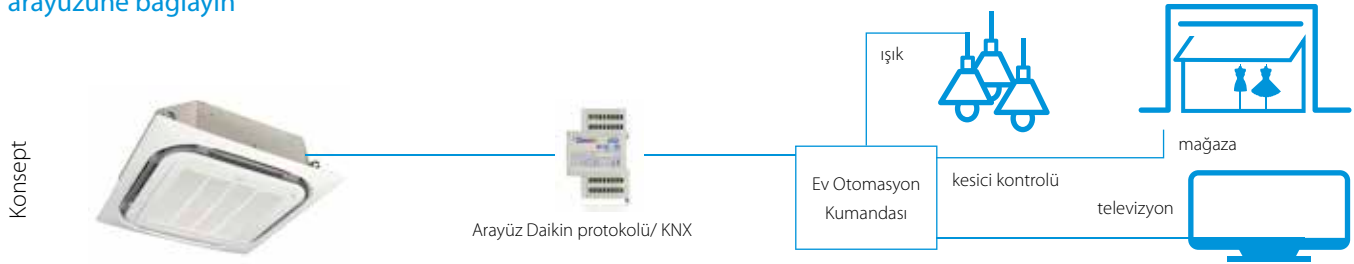 arayüzüne bağlayın
Konsept
Arayüz Daikin protokolü/ KNX
Ev Otomasyon
Kumandası
ışık
kesici kontrolü
mağaza
televizyon